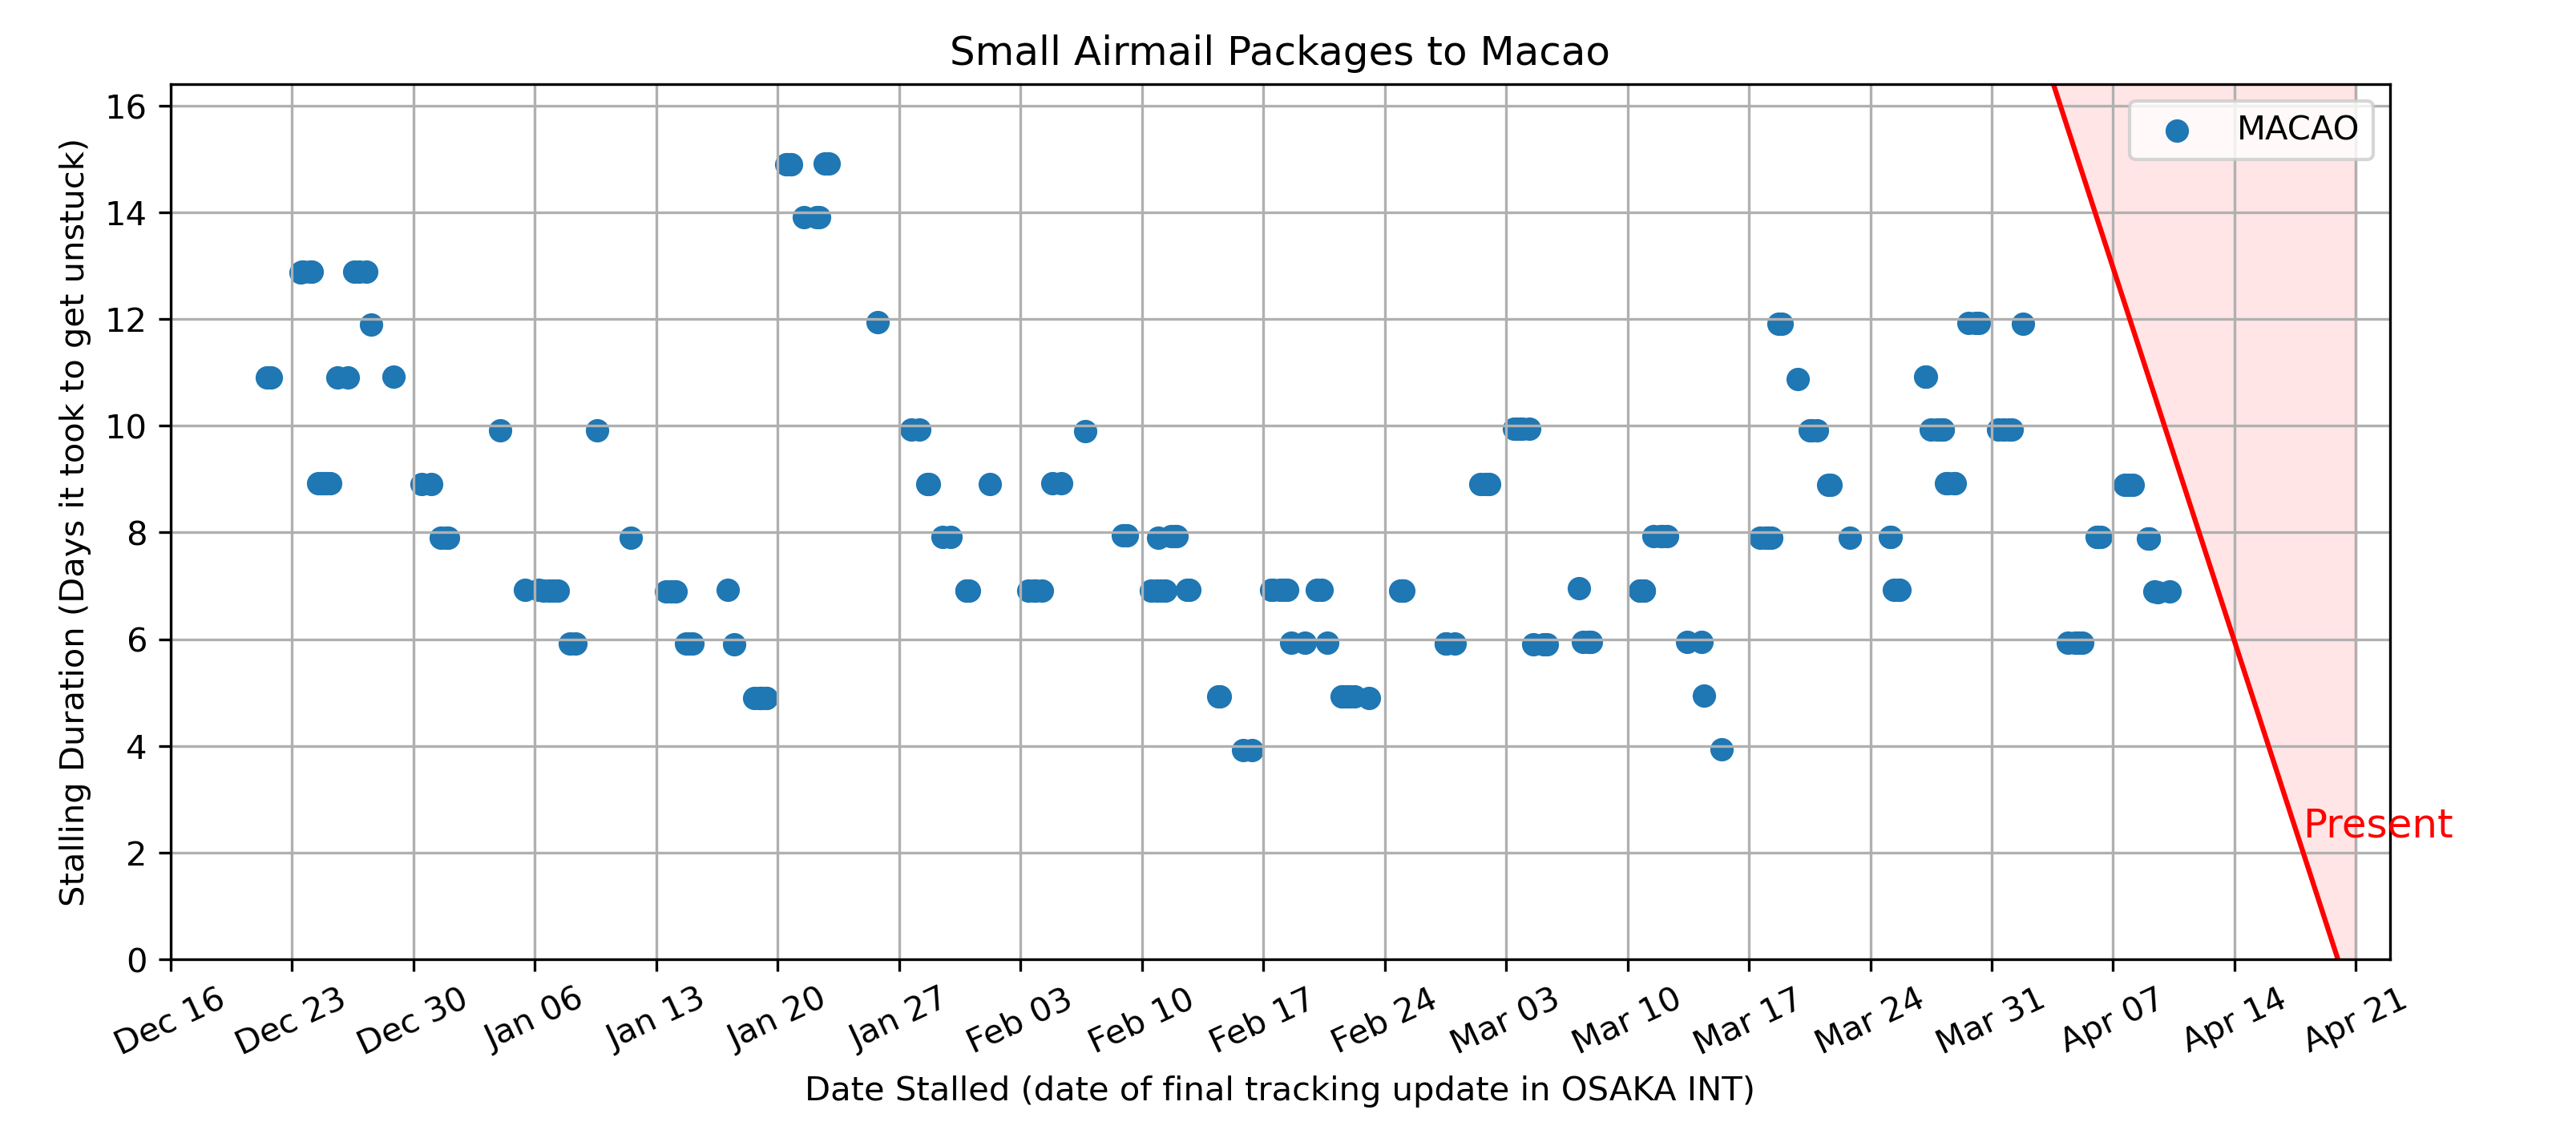 Small Airmail Packages to Macao
MACAO
Stalling Duration (Days it took to get unstuck)
16
14
12
10
8
6
4
2
0
Present
Dec 16
Dec 23
Dec 30
Jan 06
Jan 13
Jan 20
Jan 27
Feb 03
Feb 10
Feb 17
Feb 24
Mar 03
Mar 10
Mar 17
Mar 24
Mar 31
Apr 07
Apr 14
Apr 21
Date Stalled (date of final tracking update in OSAKA INT)